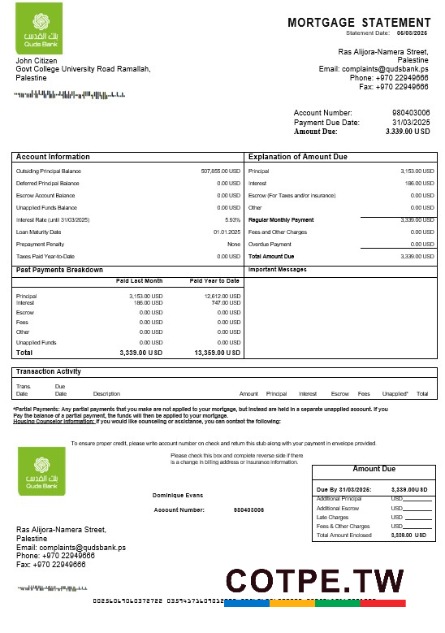 بنك القدس
Quds Bank
MORTGAGE STATEMENT
Statement Date: 06/03/2025
John Citizen
Govt College University Road Ramallah,
Palestine
Ras Alijora-Namera Street,
Palestine
Email: complaints@qudsbank.ps
Phone: +970 22949666
Fax: +970 22949666
Account Number: 980403006
Payment Due Date: 31/03/2025
Amount Due: 3.339.00 USD
Account Information
Outsiding Principal Balance 507,855.00 USD
Deferred Principal Balance 0.00 USD
Escrow Account Balance 0.00 USD
Unapplied Funds Balance 0.00 USD
Interest Rate (until 31/03/2025) 5.93%
Loan Maturity Date 01.01.2025
Prepayment Penalty None
Taxes Paid Year-to-Date 0.00 USD
Explanation of Amount Due
Principal 3,153.00 USD
Interest 186.00 USD
Escrow (For Taxes and/or Insurance) 0.00 USD
Other 0.00 USD
Regular Monthly Payment 3,339.00 USD
Fees and Other Charges 0.00 USD
Overdue Payment 0.00 USD
Total Amount Due 3,339.00 USD
Past Payments Breakdown
Paid Last Month Paid Year to Date
Principal 3,153.00 USD 12,612.00 USD
Interest 186.00 USD 747.00 USD
Escrow 0.00 USD 0.00 USD
Fees 0.00 USD 0.00 USD
Other 0.00 USD 0.00 USD
Unapplied Funds 0.00 USD 0.00 USD
Total 3,339.00 USD 13,359.00 USD
Important Messages
Transaction Activity
Trans Due
Date Date Description Amount Principal Interest Escrow Fees Unapplied* Total
*Partial Payments: Any partial payments that you make are not applied to your mortgage, but instead are held in a separate unapplied account. If you
Pay the balance of a partial payment, the funds will then be applied to your mortgage.
Housing Counselor Information: If you would like counseling or assistance, you can contact the following:
To ensure proper credit, please write account number on check and return this stub along with your payment in envelope provided.
Please check this box and complete reverse side if there
is a change in billing address or insurance information.
بنك القدس
Quds Bank
Dominique Evans
Account Number: 980403006
Amount Due
Due By 31/03/2025: 3,339.00USD
Additional Principal USD
Additional Escrow USD
Late Charges USD
Fees & Other Charges USD
Total Amount Enclosed 3,339.00 USD
Ras Alijora-Namera Street,
Palestine
Email: complaints@qudsbank.ps
Phone: +970 22949666
Fax: +970 22949666
COTPE.TW